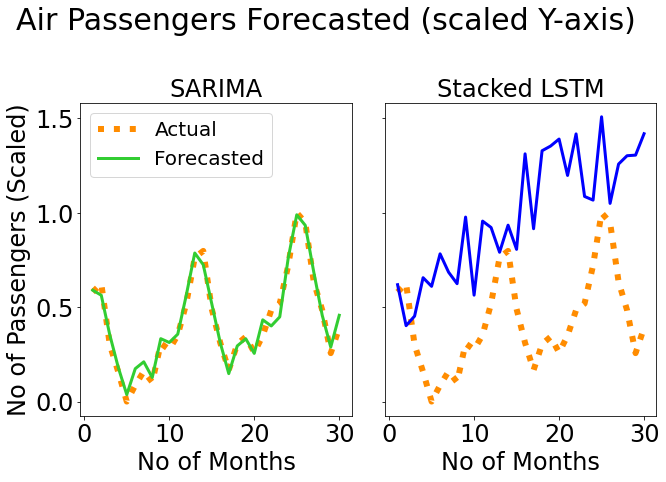 Air Passengers Forecasted (scaled Y-axis)
SARIMA
Stacked LSTM
Actual
Forecasted
No of Passengers (Scaled)
1.5
1.0
0.5
0.0
0 10 20 30
0 10 20 30
No of Months
No of Months